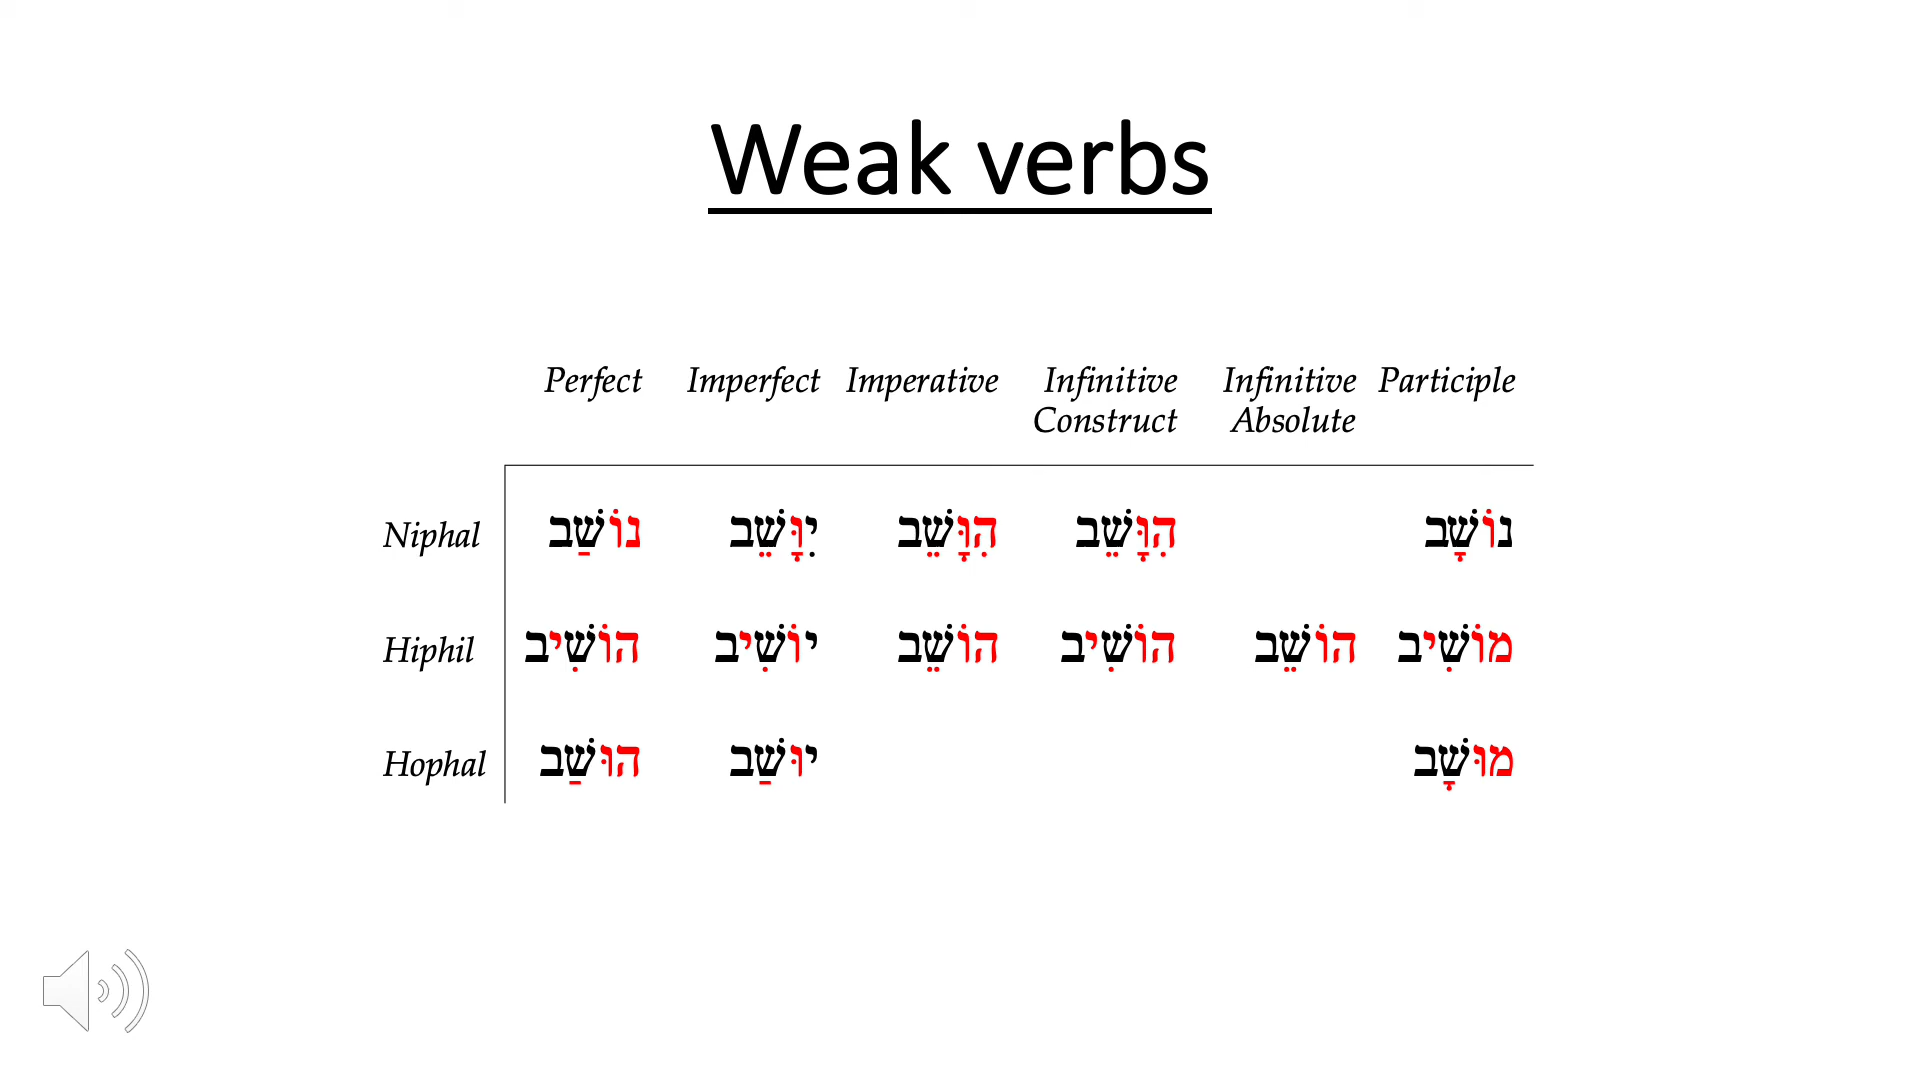 Weak verbs
Perfect Imperfect Imperative Infinitive Construct Infinitive Absolute Participle
Niphal נוֹשַׁב יִוָּשֵׁב הִוָּשֵׁב הִוָּשֵׁב נוֹשָׁב
Hiphil הוֹשִׁיב יוֹשִׁיב הוֹשֵׁב הוֹשִׁיב הוֹשֵׁב מוֹשִׁיב
Hophal הוּשַׁב יוּשַׁב מוּשָׁב